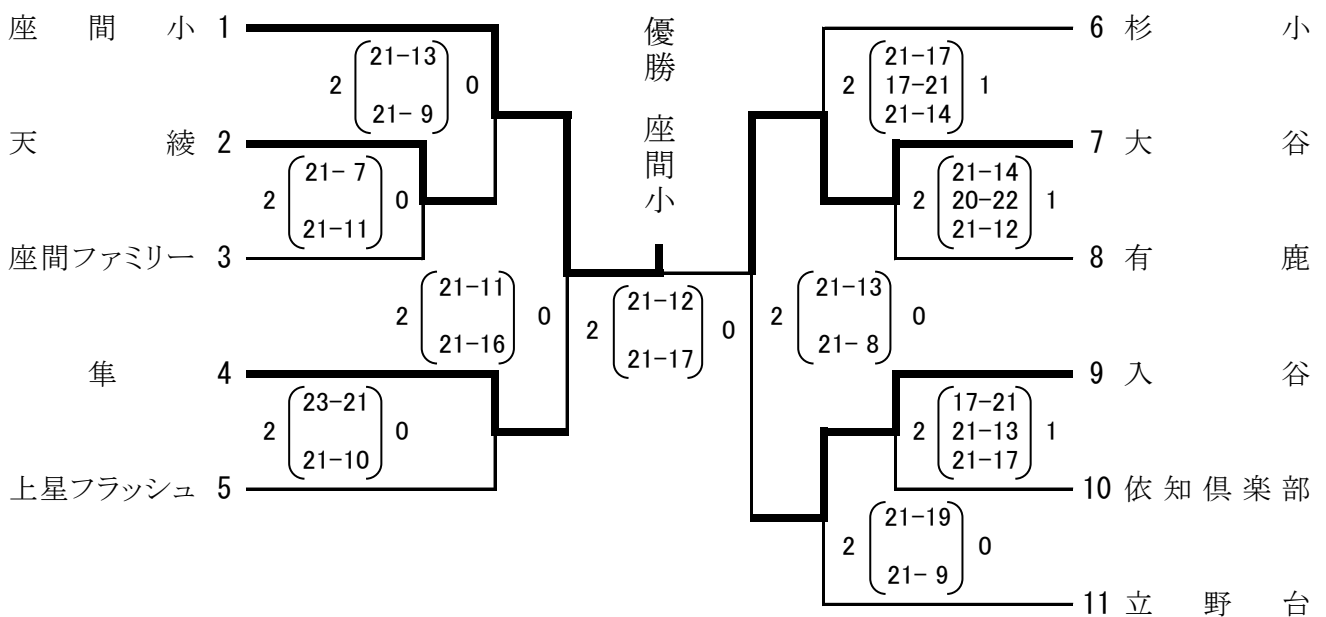 座間小 1
2 21-13 21- 9 0
天綾 2
2 21- 7 21-11 0
座間ファミリー 3
2 21-11 21-16 0
隼 4
2 23-21 21-10 0
上星フラッシュ 5
優勝 座間小
2 21-12 21-17 0
6 杉小
2 21-17 17-21 21-14 1
7 大谷
2 21-14 20-22 21-12 1
8 有鹿
2 21-13 21- 8 0
9 入谷
2 17-21 21-13 21-17 1
10 依知倶楽部
2 21-19 21- 9 0
11 立野台